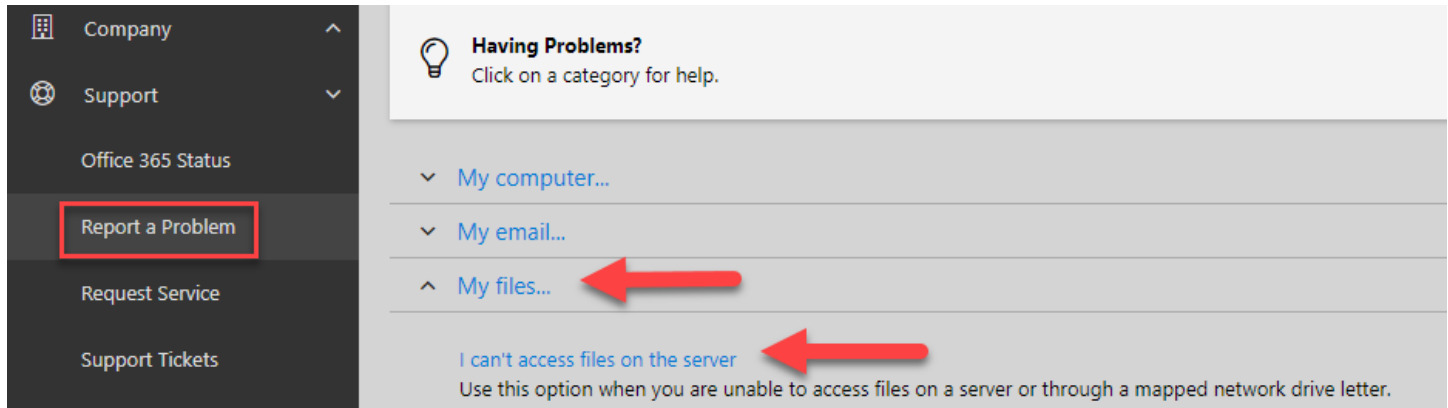 Company
Support
Office 365 Status
Report a Problem
Request Service
Support Tickets
Having Problems?
Click on a category for help.
My computer...
My email...
My files...
I can't access files on the server
Use this option when you are unable to access files on a server or through a mapped network drive letter.